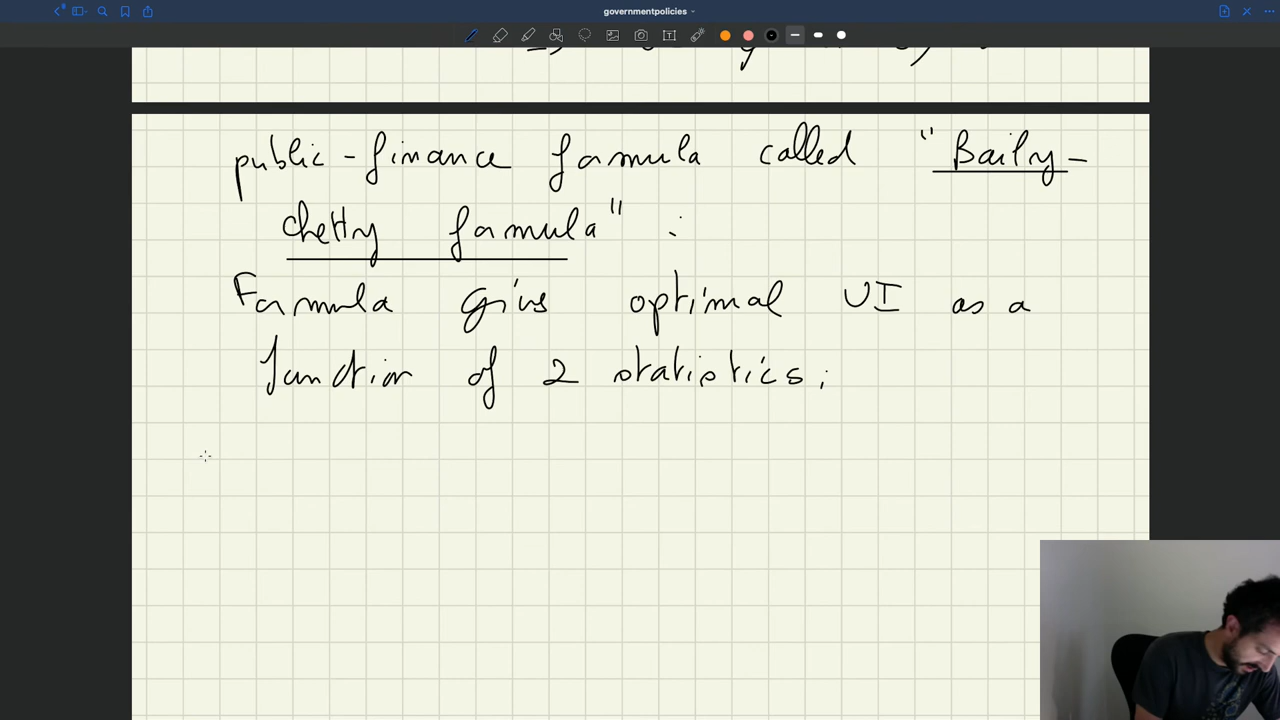 governmentpolicies
public-finance formula called "Baily-
chetty formula" :
Formula gives optimal UI as a
function of 2 statistics: